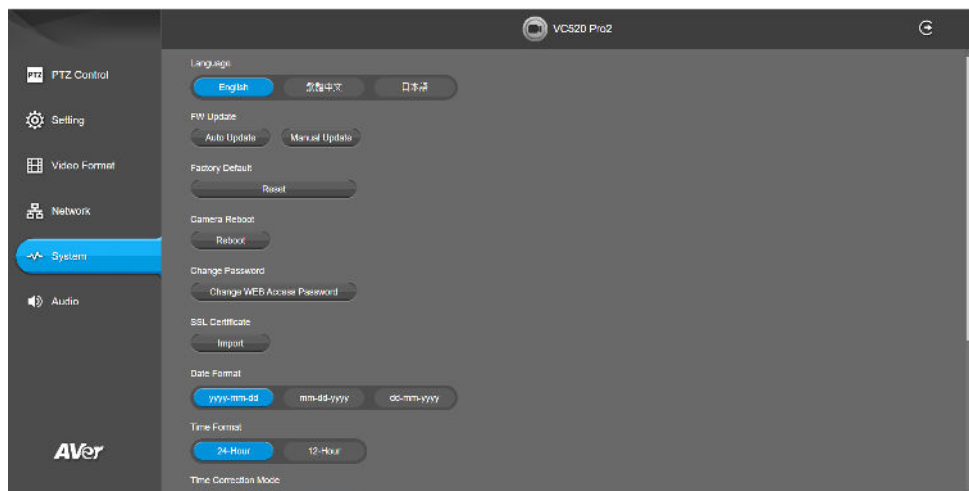 VC520 Pro2
PTZ PTZ Control
Setting
Video Format
Network
System
Audio
AVer
Language
English 繁體中文 日本語
FW Update
Auto Update Manual Update
Factory Default
Reset
Camera Reboot
Reboot
Change Password
Change WEB Access Password
SSL Certificate
Import
Date Format
yyyy-mm-dd mm-dd-yyyy dd-mm-yyyy
Time Format
24-Hour 12-Hour
Time Correction Mode